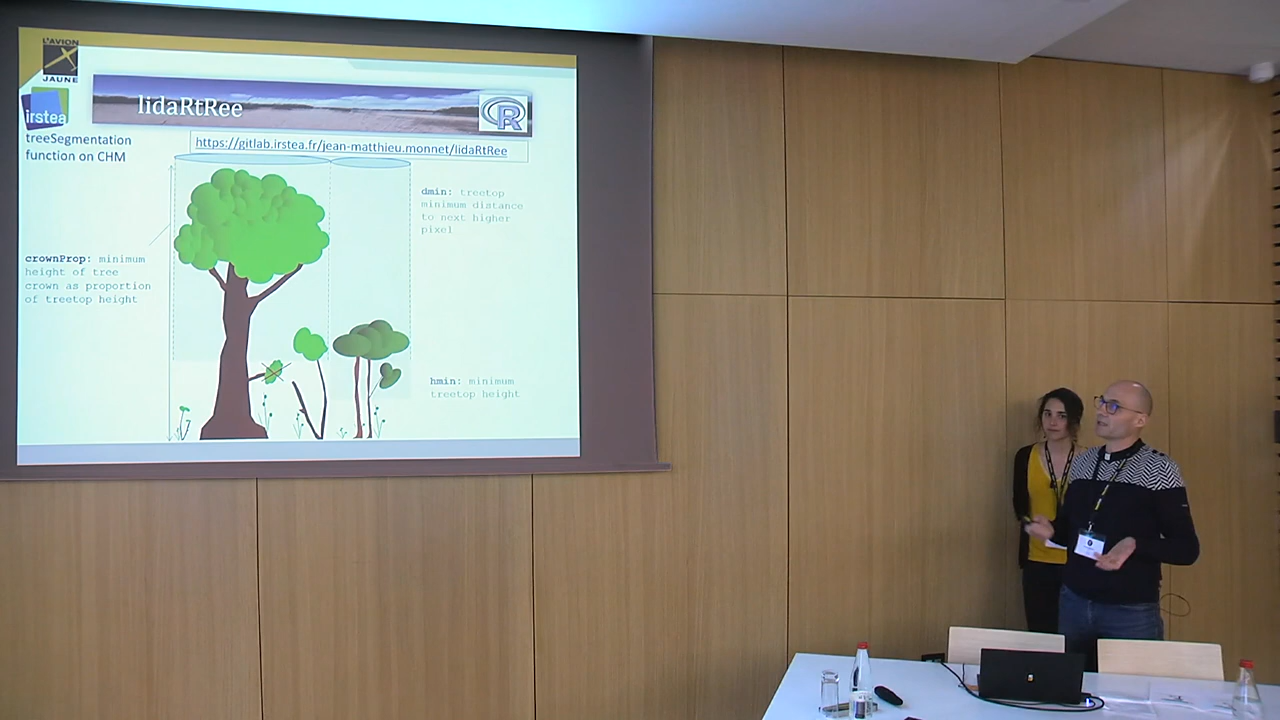 L'AVION
JAUNE
irstea
lidaRtRee
R
treeSegmentation
function on CHM
https://gitlab.irstea.fr/jean-matthieu.monnet/lidaRtRee
dmin: treetop
minimum distance
to next higher
pixel
crownProp: minimum
height of tree
crown as proportion
of treetop height
hmin: minimum
treetop height